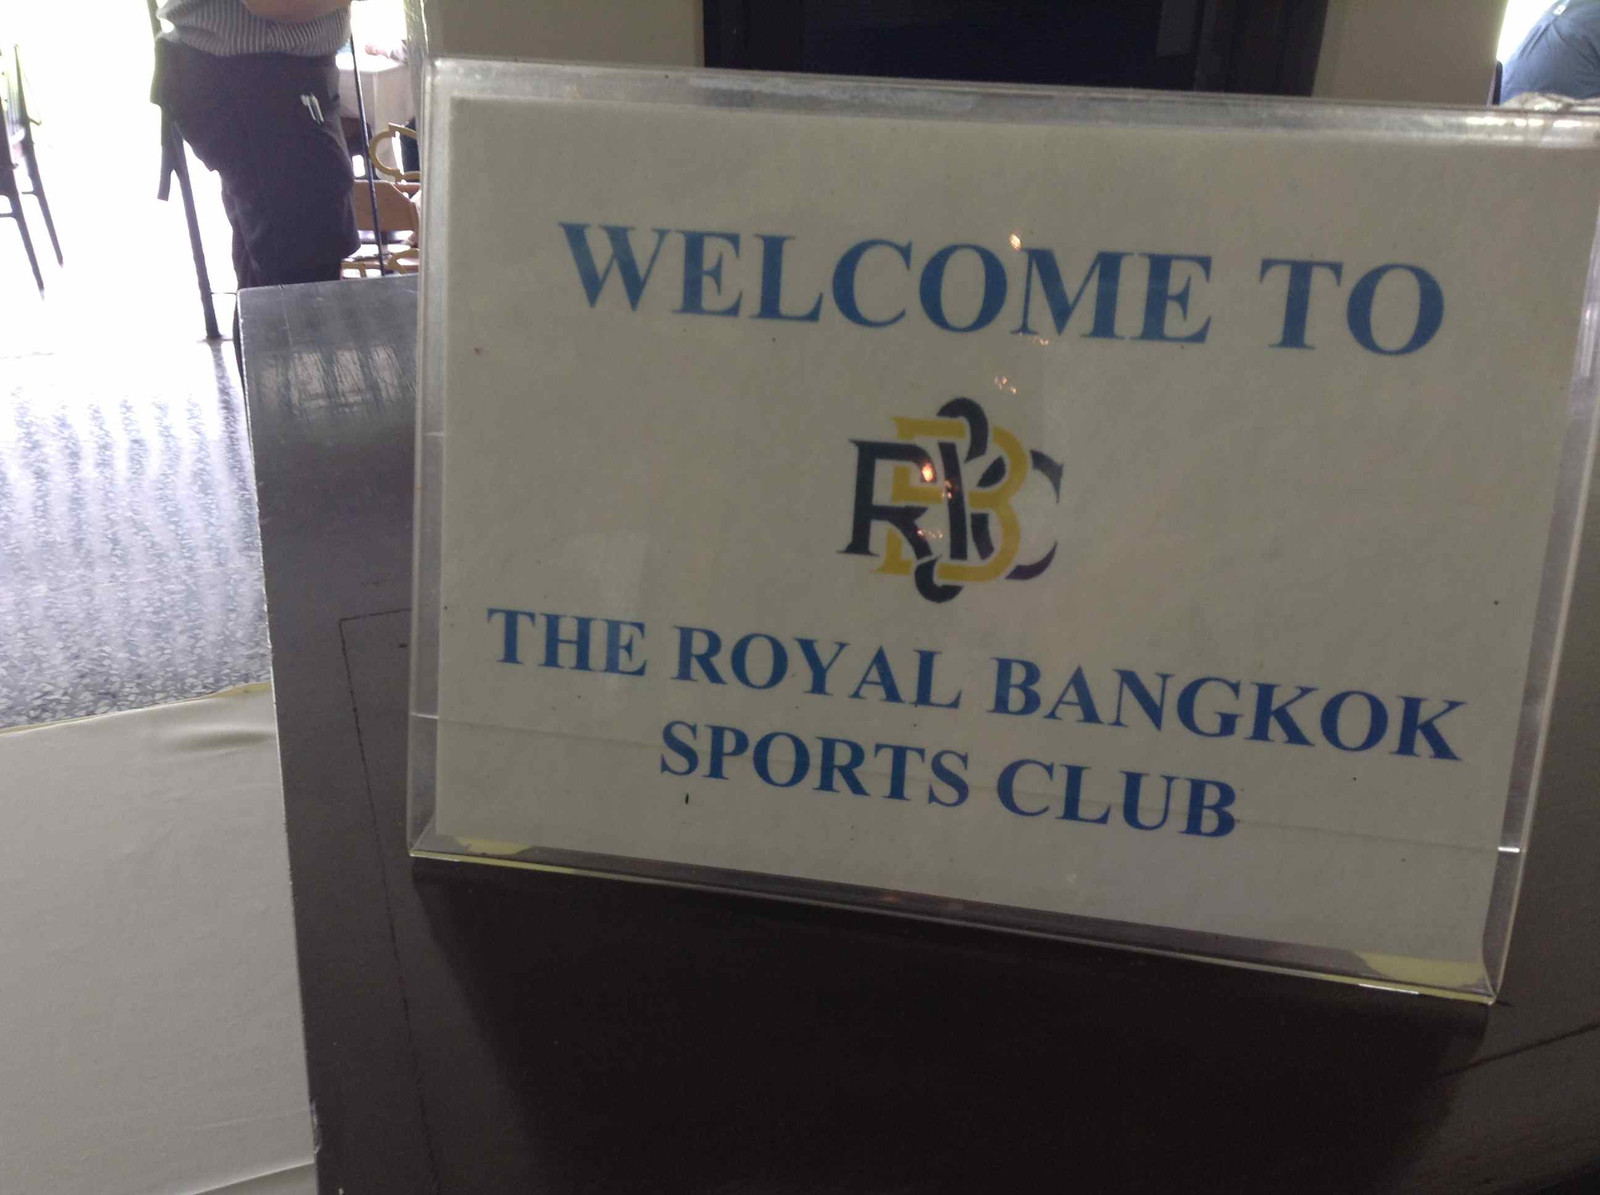 WELCOME TO
RBSC
THE ROYAL BANGKOK
SPORTS CLUB